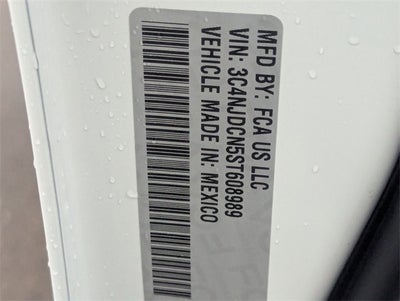 MFD BY: FCA US LLC
VIN: 3C4NJDCN5ST608989
VEHICLE MADE IN: MEXICO